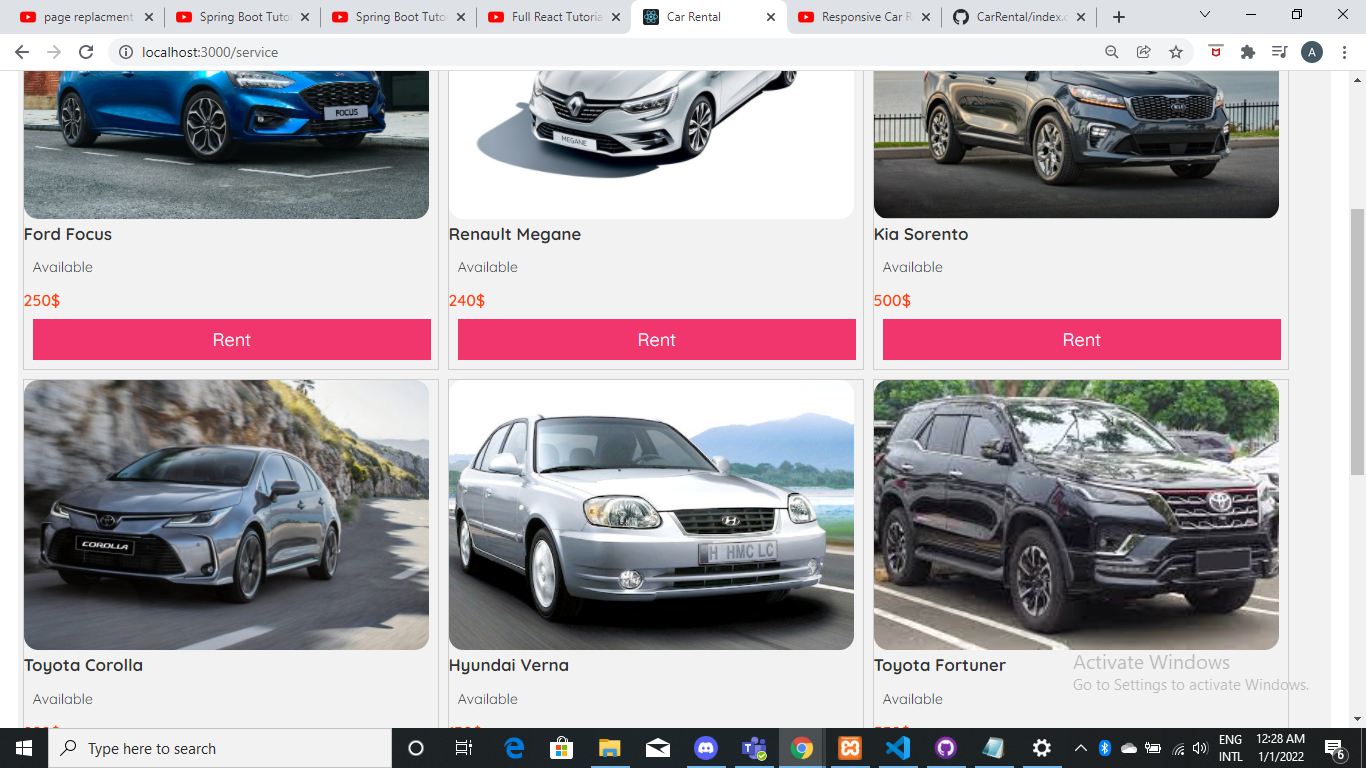 page replacment
Spring Boot Tuto
Spring Boot Tuto
Full React Tutoria
Car Rental
Responsive Car R
CarRental/index.c
localhost:3000/service
A
FOCUS
MEGANE
KIA
Ford Focus
Renault Megane
Kia Sorento
Available
Available
Available
250$
240$
500$
Rent
Rent
Rent
COROLLA
H HMC LC
Toyota Corolla
Hyundai Verna
Toyota Fortuner
Activate Windows
Go to Settings to activate Windows.
Available
Available
Available
Type here to search
ENG
INTL
12:28 AM
1/1/2022
6